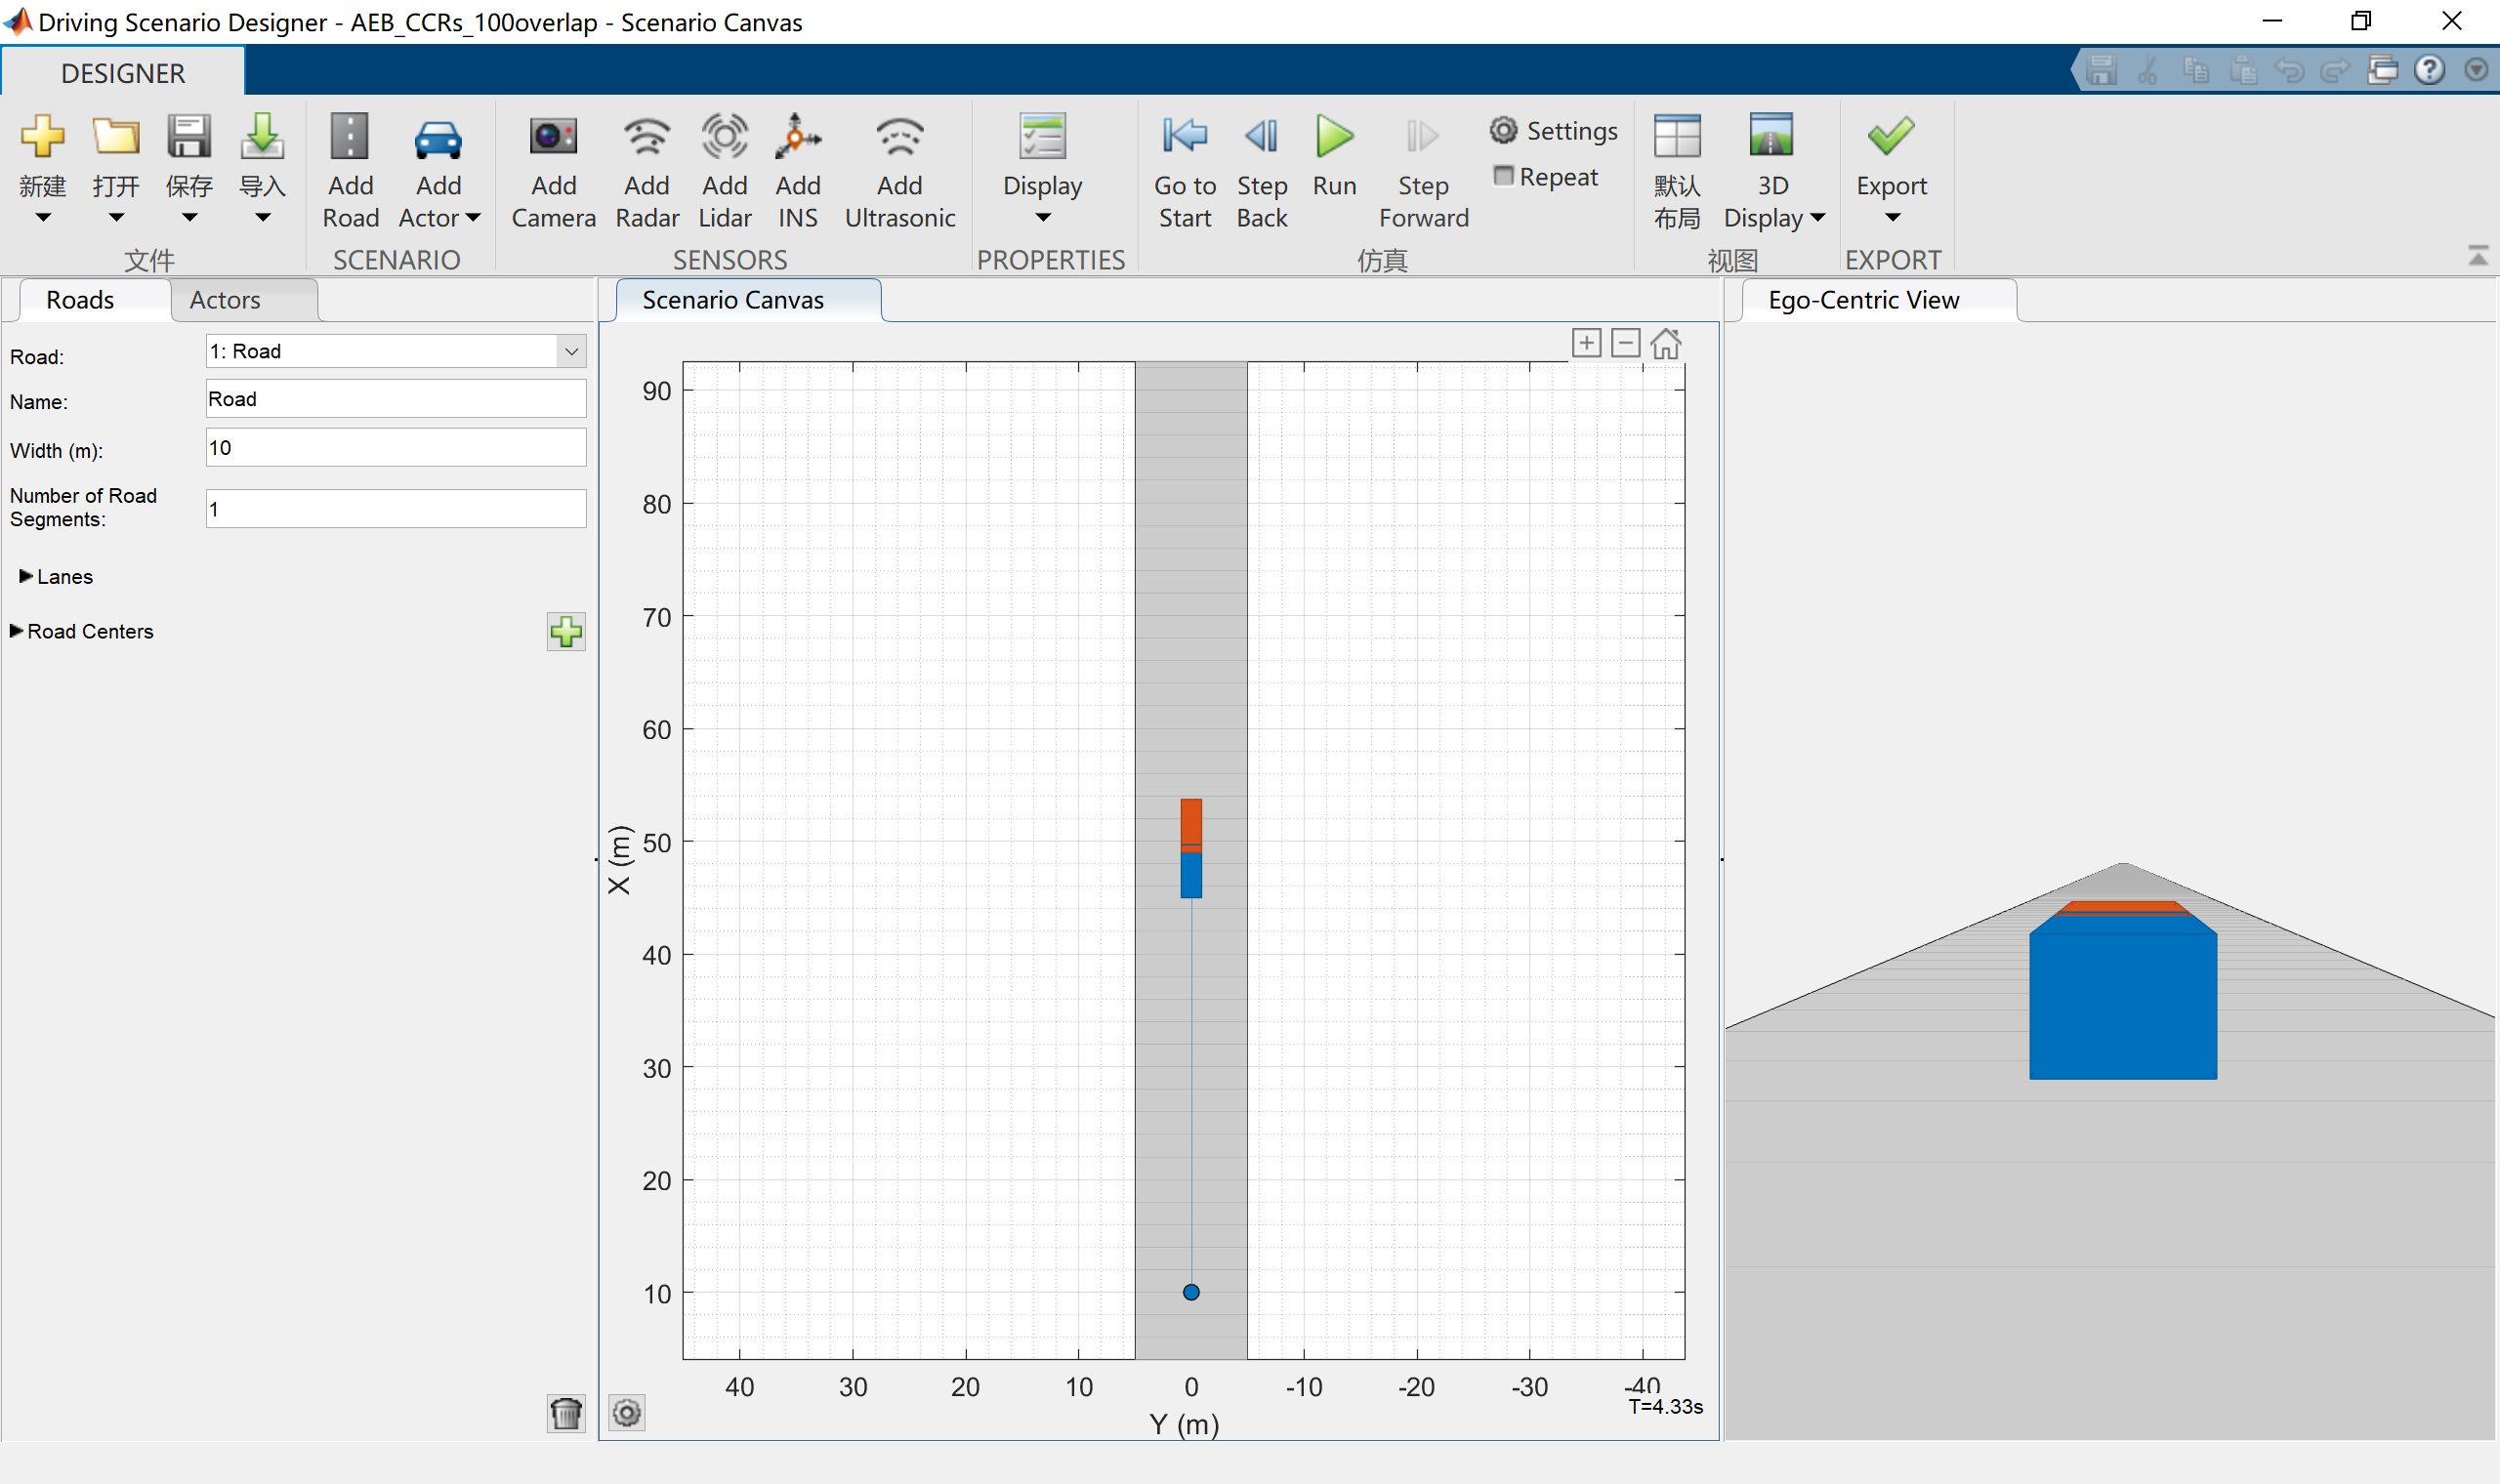 Driving Scenario Designer - AEB_CCRs_100overlap - Scenario Canvas
DESIGNER
新建
打开
保存
导入
Add Road
Add Actor
Add Camera
Add Radar
Add Lidar
Add INS
Add Ultrasonic
Display
Go to Start
Step Back
Run
Step Forward
Settings
Repeat
默认布局
3D Display
Export
文件
SCENARIO
SENSORS
PROPERTIES
仿真
视图
EXPORT
Roads
Actors
Scenario Canvas
Ego-Centric View
Road:
1: Road
Name:
Road
Width (m):
10
Number of Road
Segments:
1
Lanes
Road Centers
90
80
70
60
50
40
30
20
10
X (m)
40
30
20
10
0
-10
-20
-30
-40
T=4.33s
Y (m)